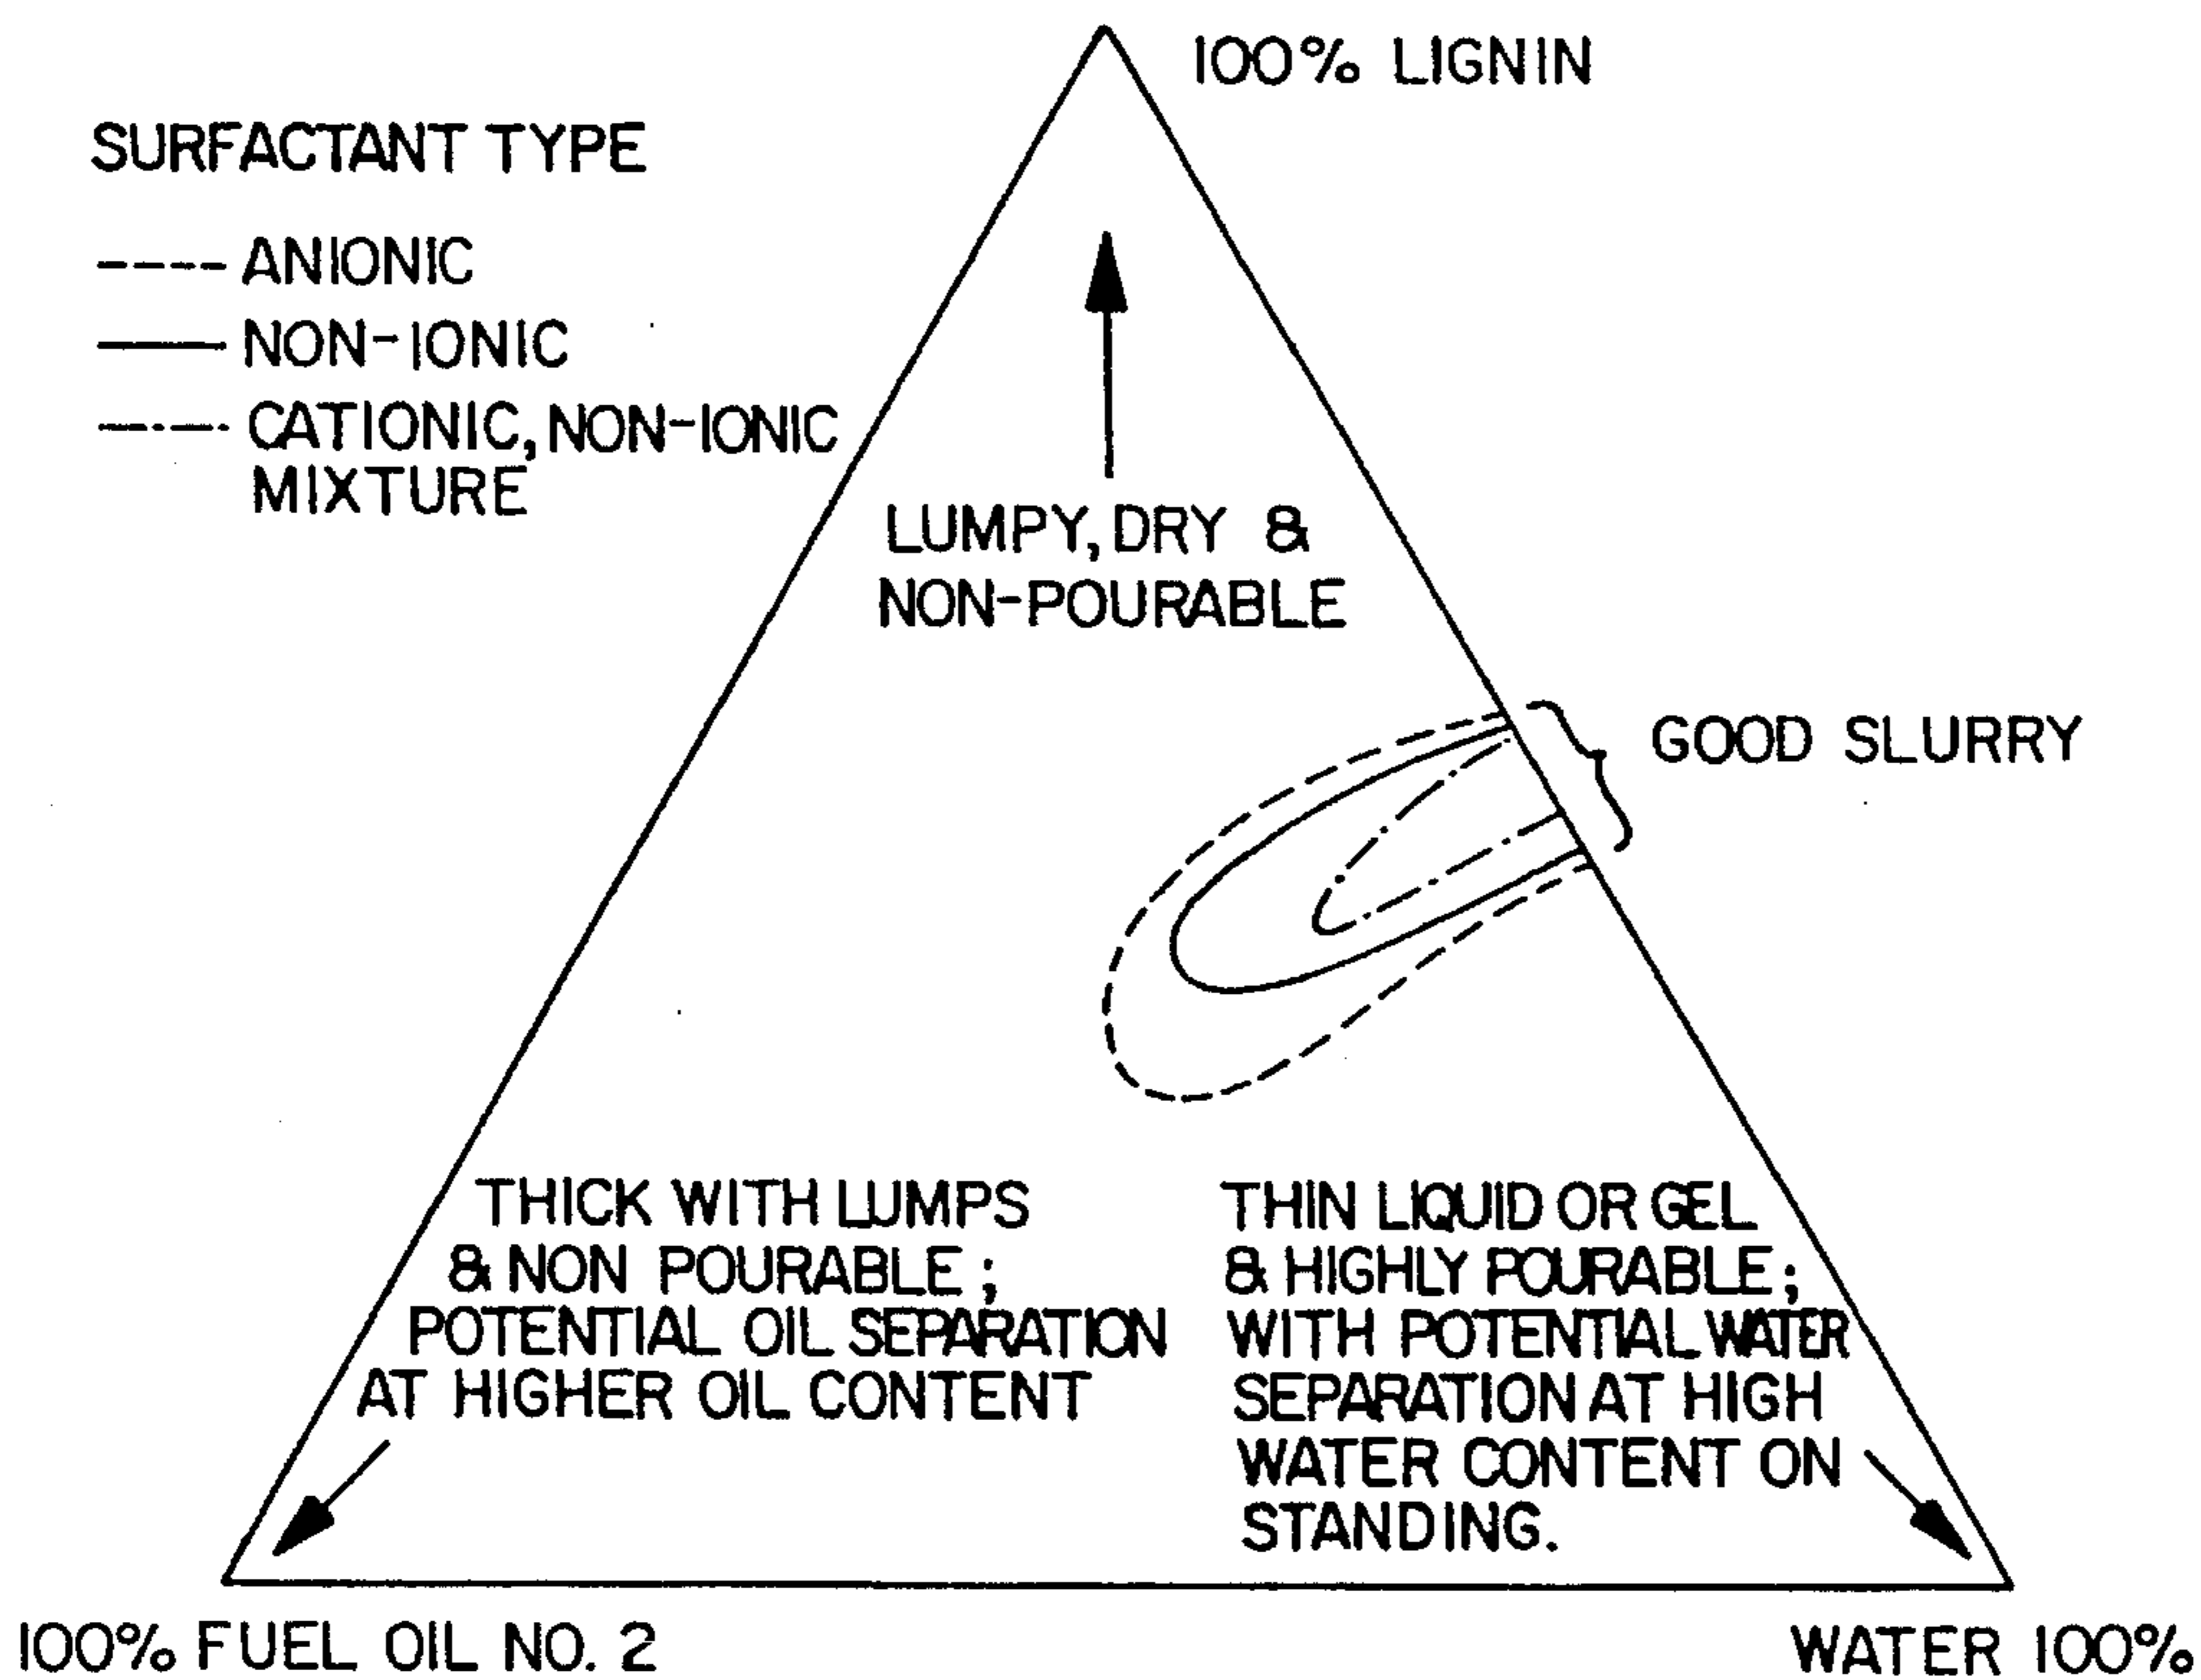 100% LIGNIN
SURFACTANT TYPE
ANIONIC
NON-IONIC
CATIONIC, NON-IONIC
MIXTURE
LUMPY, DRY &
NON-POURABLE
GOOD SLURRY
THICK WITH LUMPS
& NON POURABLE;
POTENTIAL OIL SEPARATION
AT HIGHER OIL CONTENT
THIN LIQUID OR GEL
& HIGHLY POURABLE;
WITH POTENTIAL WATER
SEPARATION AT HIGH
WATER CONTENT ON
STANDING.
100% FUEL OIL NO. 2
WATER 100%